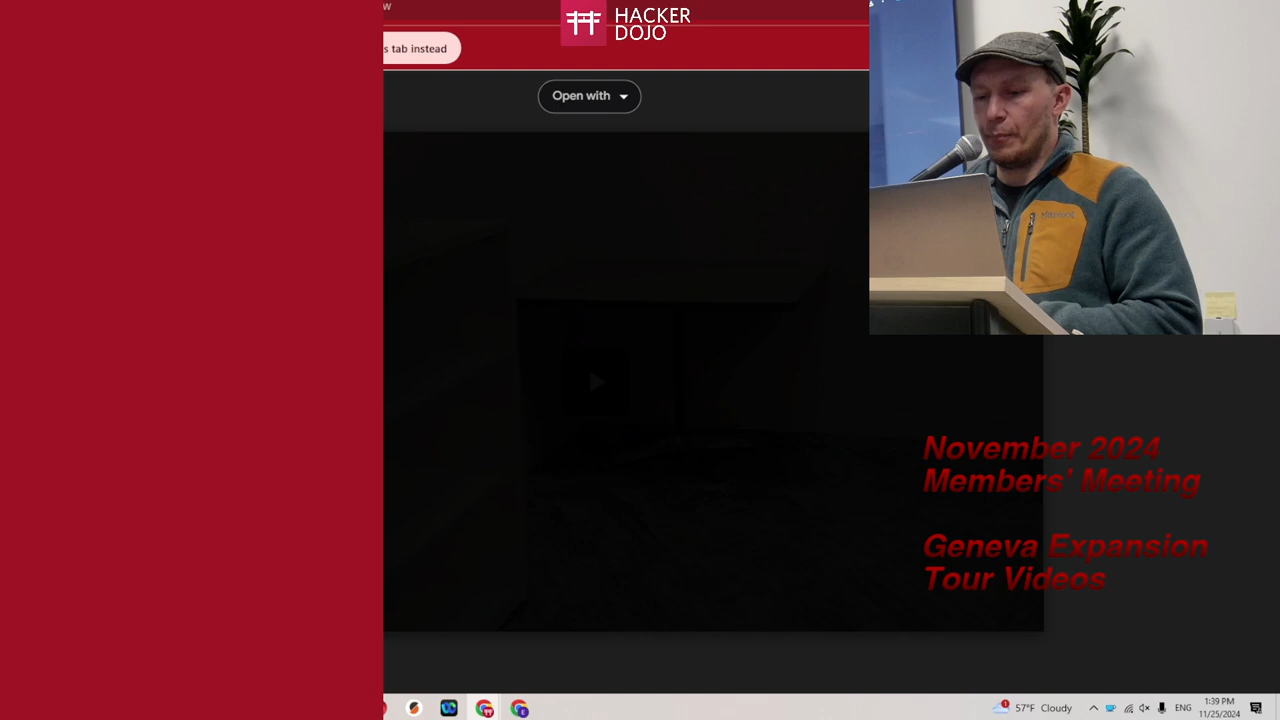 w
HACKER
DOJO
s tab instead
Open with
Marmot
November 2024
Members' Meeting
Geneva Expansion
Tour Videos
57°F Cloudy
ENG
1:39 PM
11/25/2024